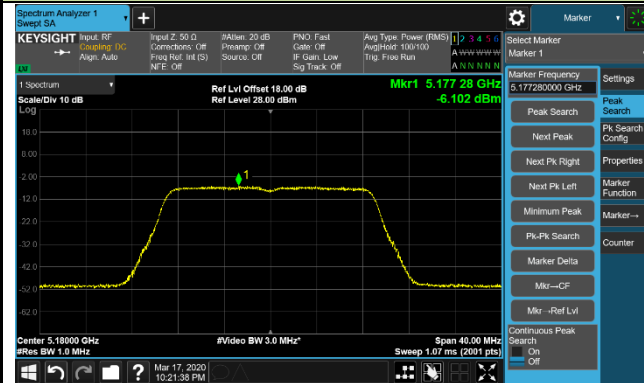 Spectrum Analyzer 1
Swept SA
Marker
KEYSIGHT
Input: RF
Coupling: DC
Align: Auto
Input Z: 50 Ω
Corrections: Off
Freq Ref: Int (S)
NFE: Off
#Atten: 20 dB
Preamp: Off
Source: Off
PNO: Fast
Gate: Off
IF Gain: Low
Sig Track: Off
Avg Type: Power (RMS)
Avg|Hold: 100/100
Trig: Free Run
1 2 3 4 5 6
A W W W W W
A N N N N N
LXI
1 Spectrum
Scale/Div 10 dB
Log
Ref Lvl Offset 18.00 dB
Ref Level 28.00 dBm
Mkr1 5.177 28 GHz
-6.102 dBm
18.0
8.00
-2.00
-12.0
-22.0
-32.0
-42.0
-52.0
-62.0
1
Center 5.18000 GHz
#Res BW 1.0 MHz
#Video BW 3.0 MHz*
Span 40.00 MHz
Sweep 1.07 ms (2001 pts)
Mar 17, 2020
10:21:38 PM
?
Select Marker
Marker 1
Marker Frequency
5.177280000 GHz
Peak Search
Next Peak
Next Pk Right
Next Pk Left
Minimum Peak
Pk-Pk Search
Marker Delta
Mkr→CF
Mkr→Ref Lvl
Continuous Peak
Search
On
Off
Settings
Peak
Search
Pk Search
Config
Properties
Marker
Function
Marker→
Counter